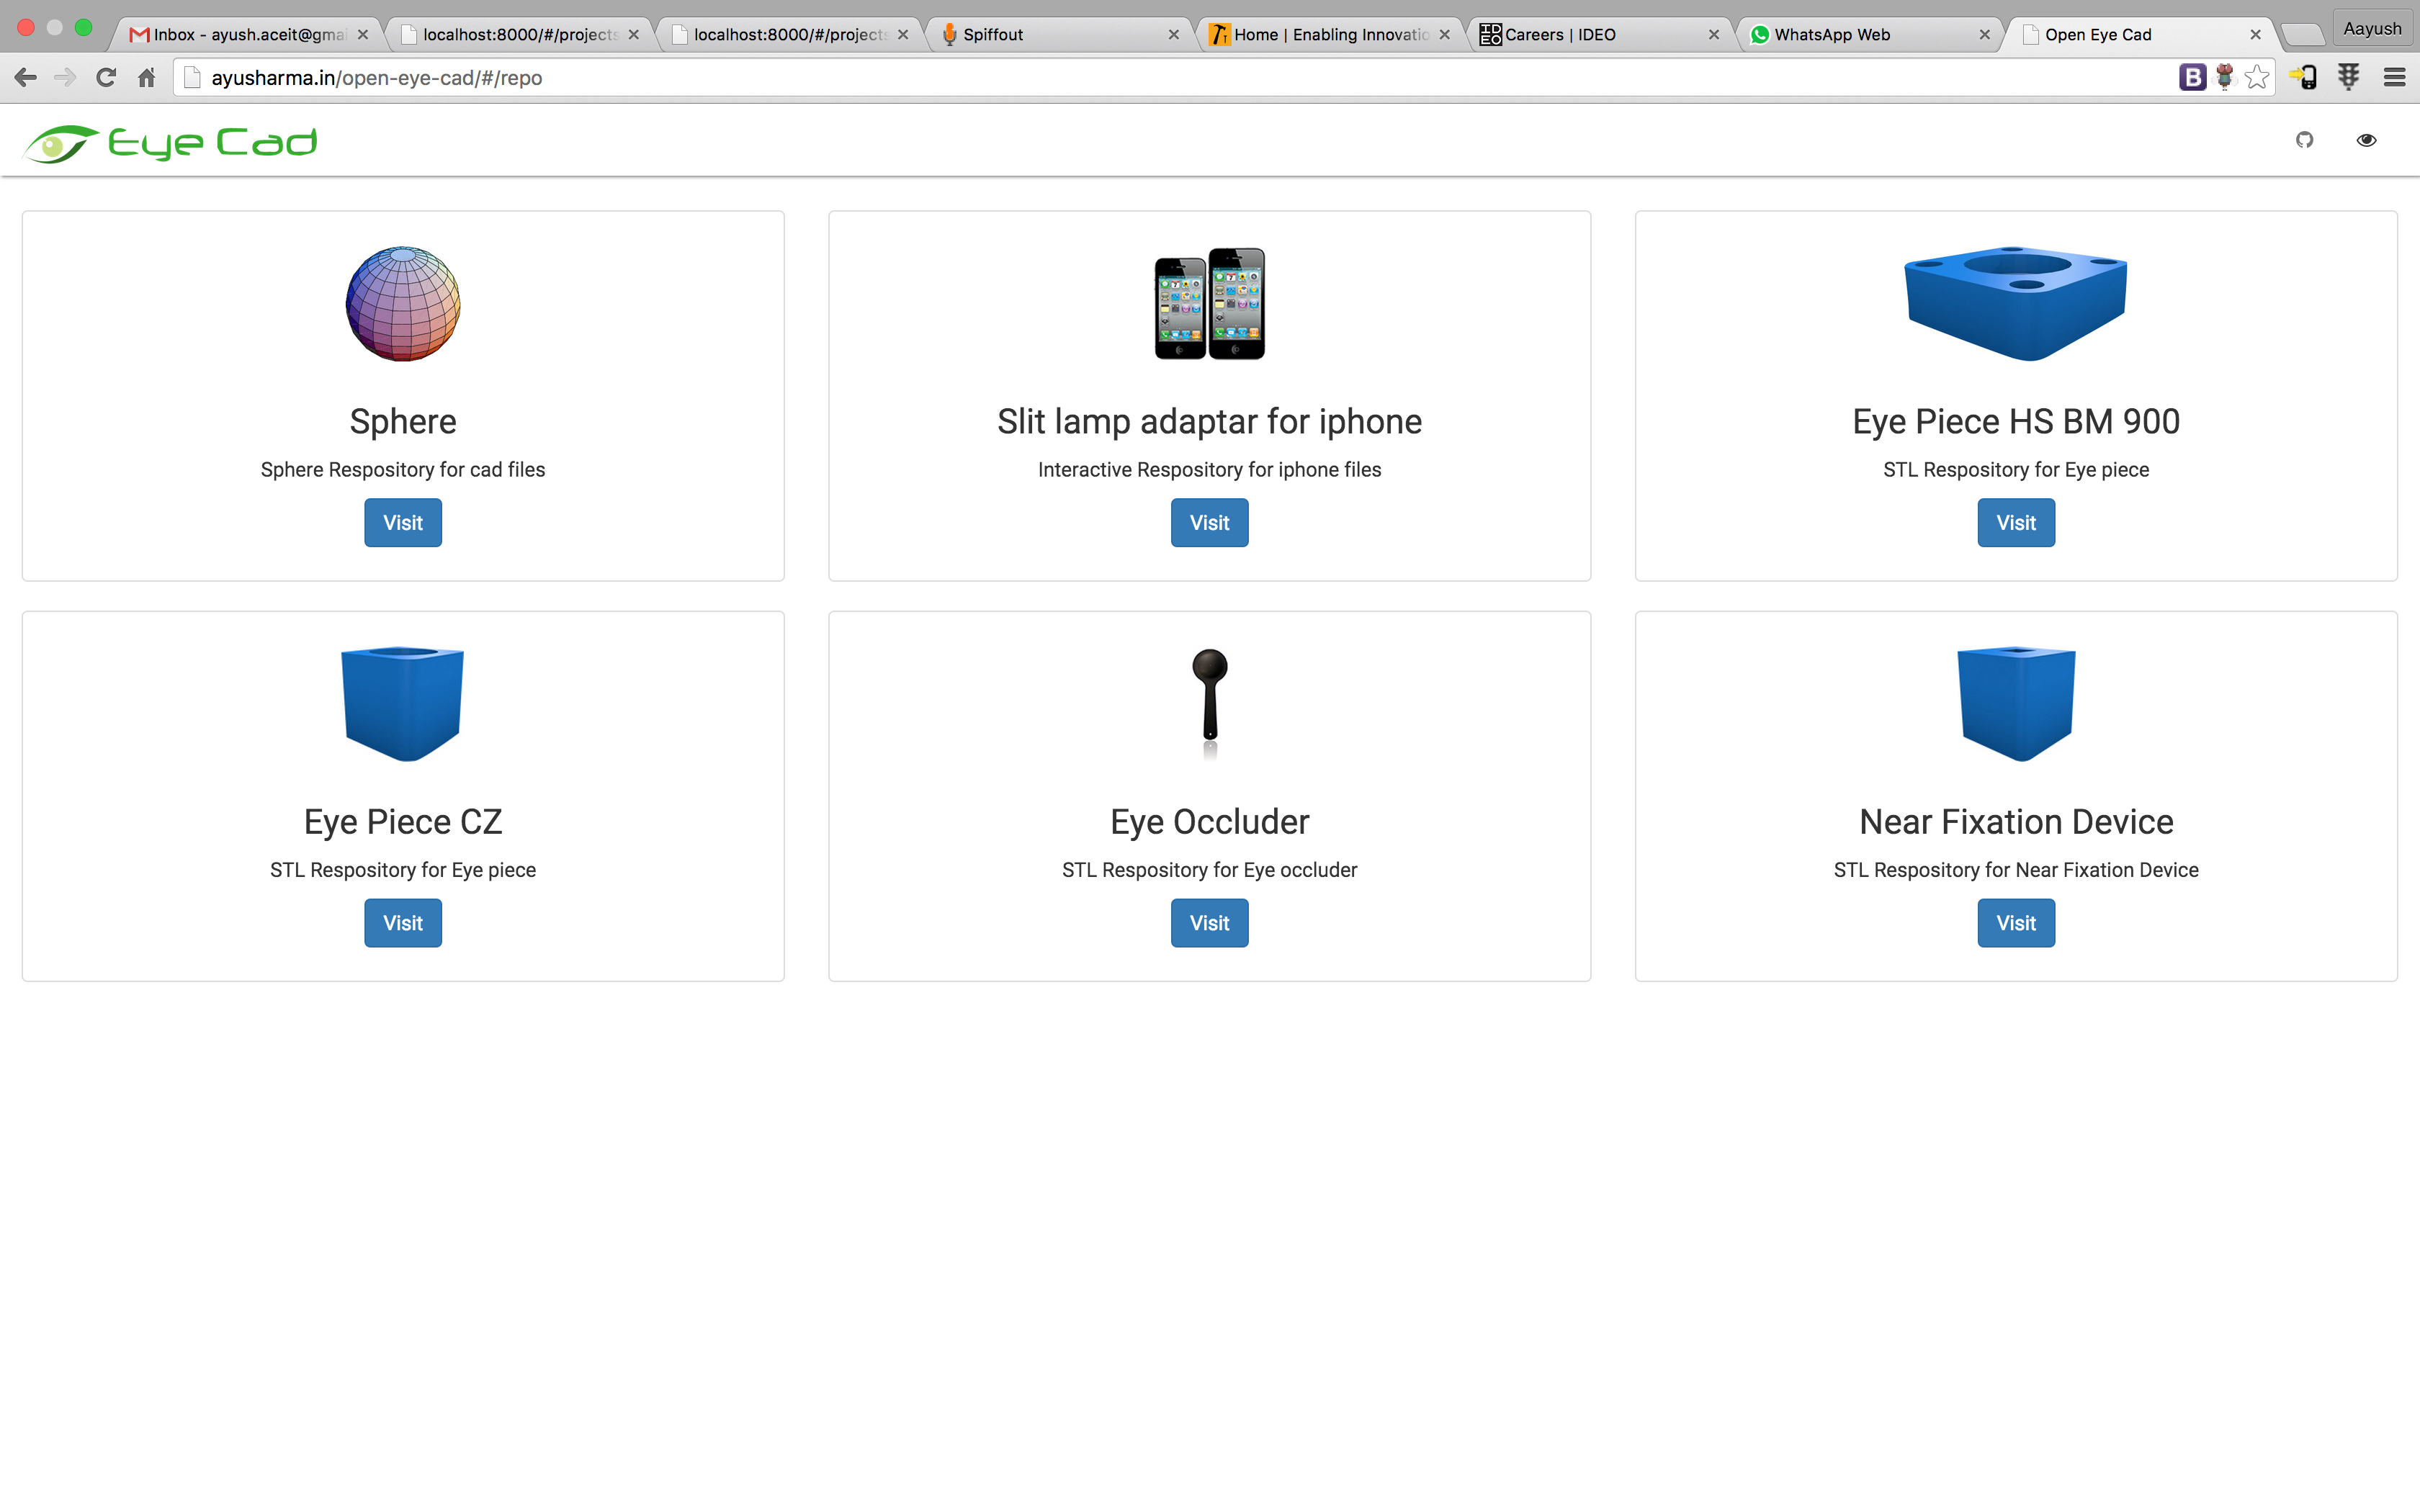 Inbox - ayush.aceit@gmai
localhost:8000/#/projects
localhost:8000/#/projects
Spiffout
Home | Enabling Innovatio
IDEO
Careers | IDEO
WhatsApp Web
Open Eye Cad
Aayush
ayusharma.in/open-eye-cad/#/repo
B
Eye Cad
Sphere
Sphere Respository for cad files
Visit
Slit lamp adaptar for iphone
Interactive Respository for iphone files
Visit
Eye Piece HS BM 900
STL Respository for Eye piece
Visit
Eye Piece CZ
STL Respository for Eye piece
Visit
Eye Occluder
STL Respository for Eye occluder
Visit
Near Fixation Device
STL Respository for Near Fixation Device
Visit